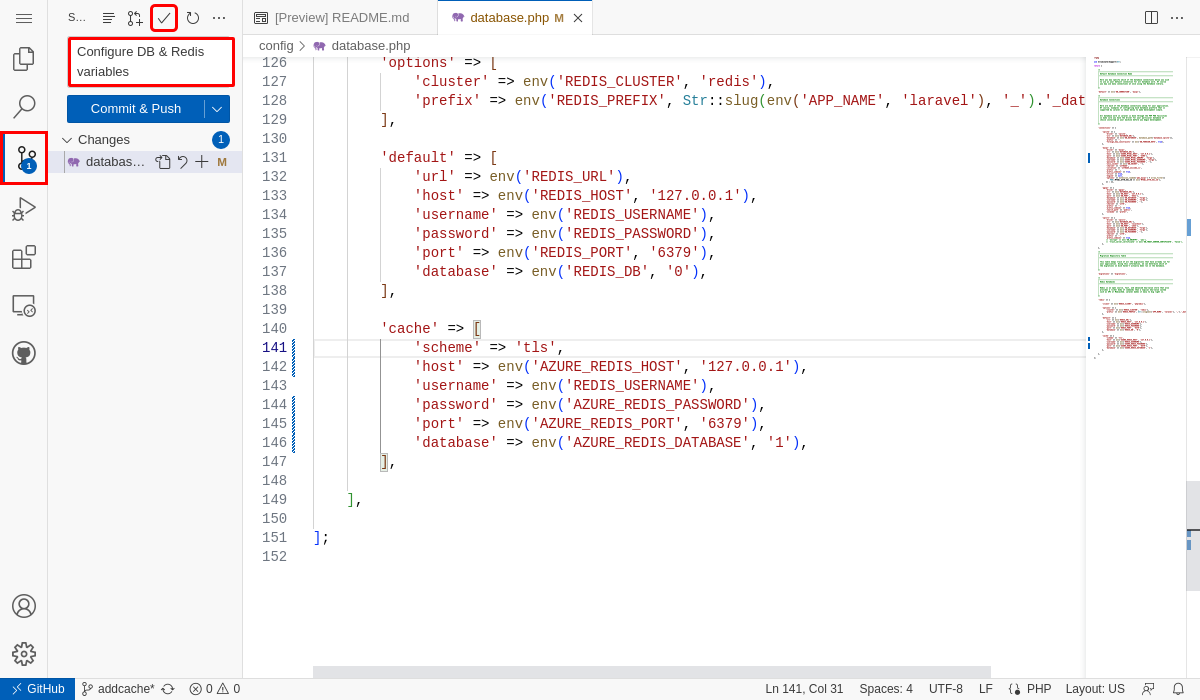 S...
[Preview] README.md
database.php M
Configure DB & Redis
variables
Commit & Push
Changes 1
databas... M
1
config > database.php
126 'options' => [
127 'cluster' => env('REDIS_CLUSTER', 'redis'),
128 'prefix' => env('REDIS_PREFIX', Str::slug(env('APP_NAME', 'laravel'), '_').'_dat
129 ],
130
131 'default' => [
132 'url' => env('REDIS_URL'),
133 'host' => env('REDIS_HOST', '127.0.0.1'),
134 'username' => env('REDIS_USERNAME'),
135 'password' => env('REDIS_PASSWORD'),
136 'port' => env('REDIS_PORT', '6379'),
137 'database' => env('REDIS_DB', '0'),
138 ],
139
140 'cache' => [
141 'scheme' => 'tls',
142 'host' => env('AZURE_REDIS_HOST', '127.0.0.1'),
143 'username' => env('REDIS_USERNAME'),
144 'password' => env('AZURE_REDIS_PASSWORD'),
145 'port' => env('AZURE_REDIS_PORT', '6379'),
146 'database' => env('AZURE_REDIS_DATABASE', '1'),
147 ],
148
149 ],
150
151 ];
152
GitHub addcache* 0 0 Ln 141, Col 31 Spaces: 4 UTF-8 LF PHP Layout: US